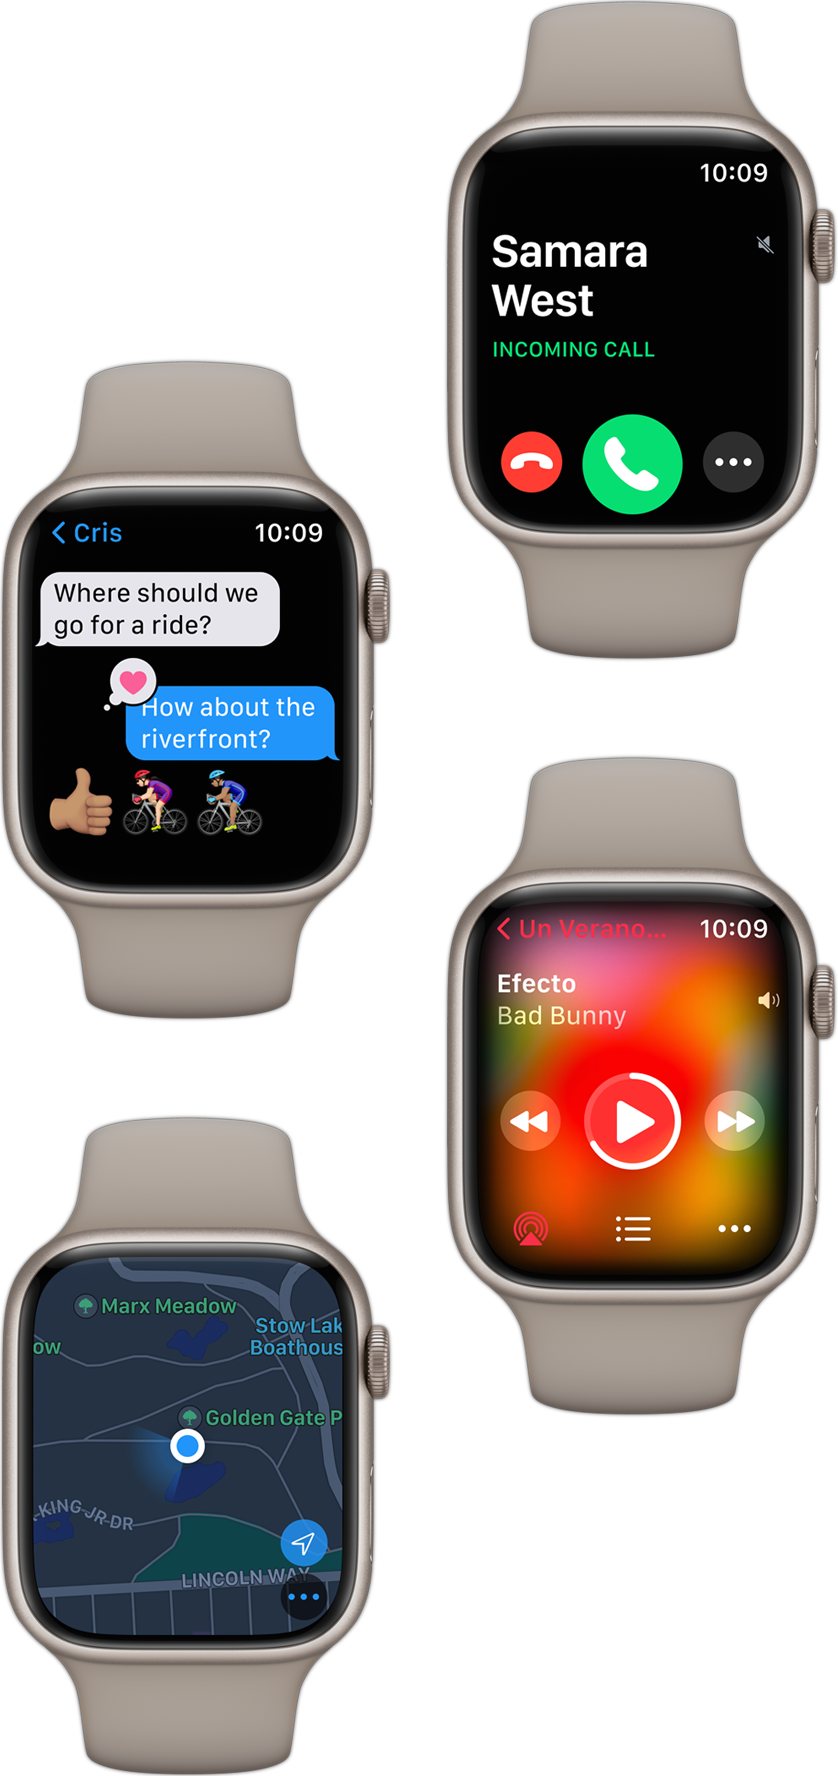 10:09
Samara
West
INCOMING CALL
Cris
10:09
Where should we
go for a ride?
How about the
riverfront?
Un Verano...
10:09
Efecto
Bad Bunny
Marx Meadow
Stow Lak
Boathous
ow
Golden Gate P
KING JR DR
LINCOLN WAY